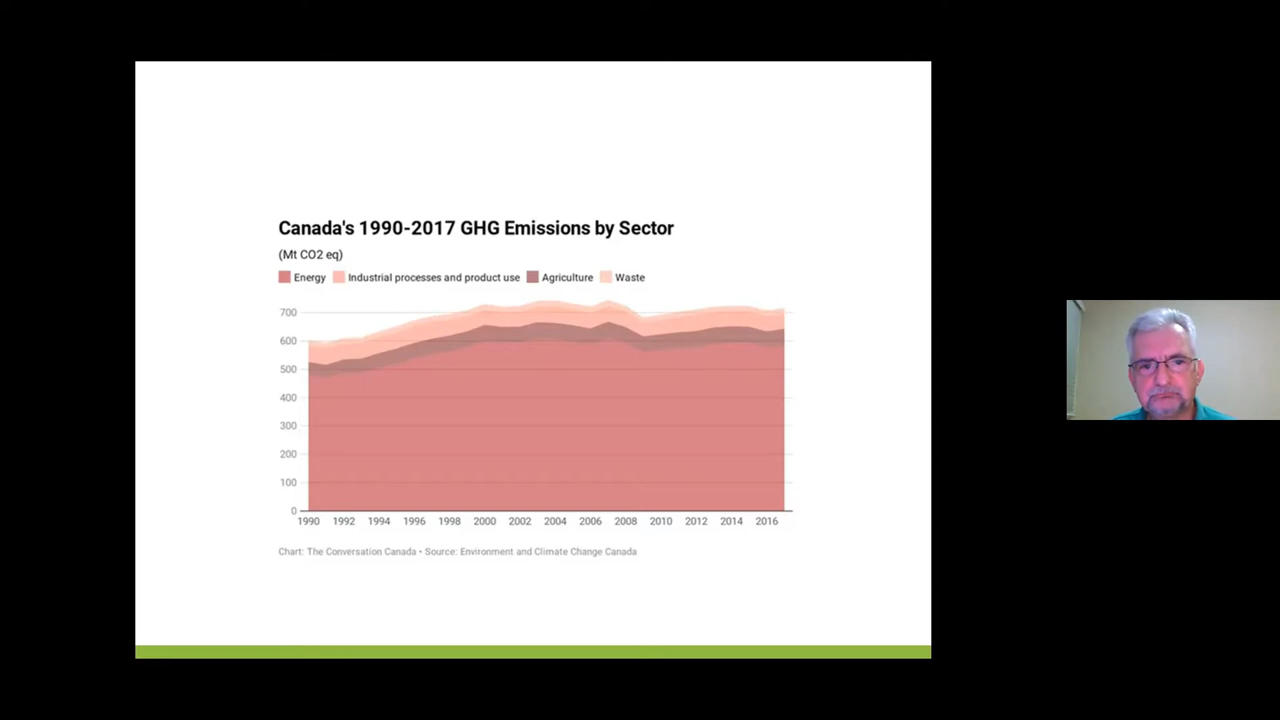 Canada's 1990-2017 GHG Emissions by Sector
(Mt CO2 eq)
Energy Industrial processes and product use Agriculture Waste
700
600
500
400
300
200
100
0
1990 1992 1994 1996 1998 2000 2002 2004 2006 2008 2010 2012 2014 2016
Chart: The Conversation Canada • Source: Environment and Climate Change Canada